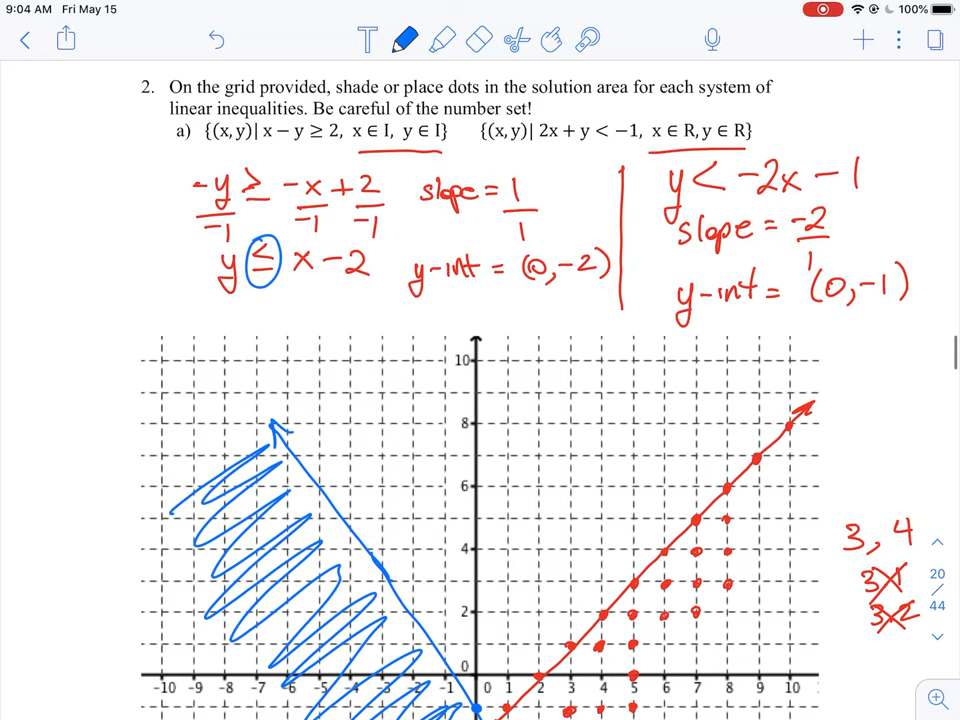 9:04 AM Fri May 15
100%
T
2. On the grid provided, shade or place dots in the solution area for each system of
linear inequalities. Be careful of the number set!
a) {(x,y)| x − y ≥ 2, x ∈ I, y ∈ I} {(x,y)| 2x + y < −1, x ∈ R, y ∈ R}
-y ≥ -x + 2
-1 -1 -1
slope = 1
1
y ≤ x - 2
y-int = (0, -2)
y < -2x - 1
slope = -2
1
y-int = (0, -1)
10
8
6
4
2
0
-10 -9 -8 -7 -6 -5 -4 -3 -2 -1 0 1 2 3 4 5 6 7 8 9 10
3, 4
3x1
3x2
20
/
44